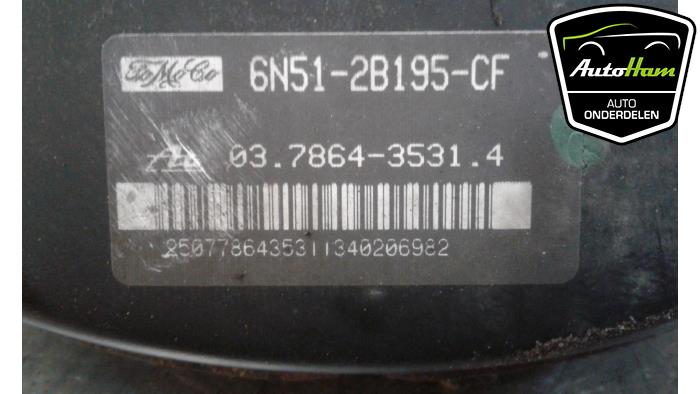 FoMoCo 6N51-2B195-CF
03.7864-3531.4
2507786435311340206982
AutoHam
AUTO
ONDERDELEN